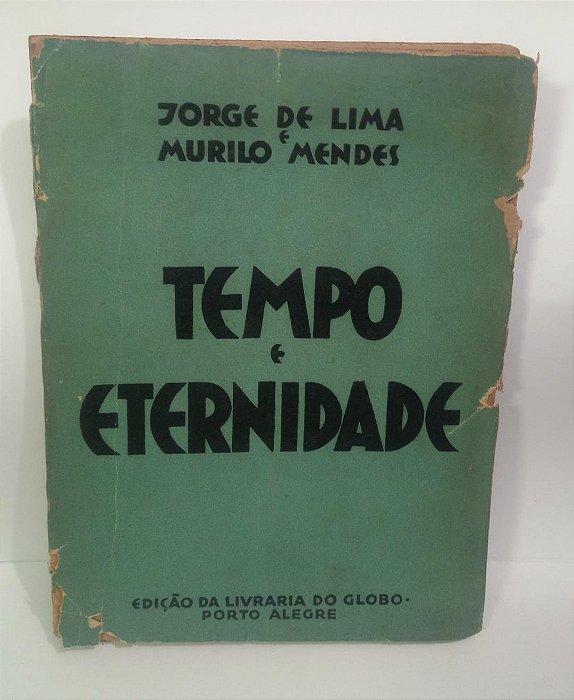 JORGE DE LIMA
E
MURILO MENDES
TEMPO
E
ETERNIDADE
EDIÇÃO DA LIVRARIA DO GLOBO ·
PORTO ALEGRE